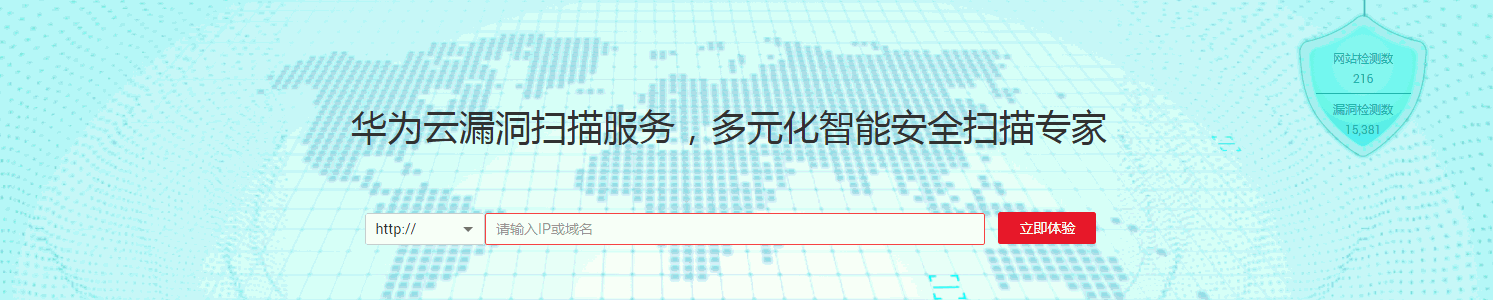 网站检测数
216
漏洞检测数
15,381
华为云漏洞扫描服务，多元化智能安全扫描专家
http://
请输入IP或域名
立即体验